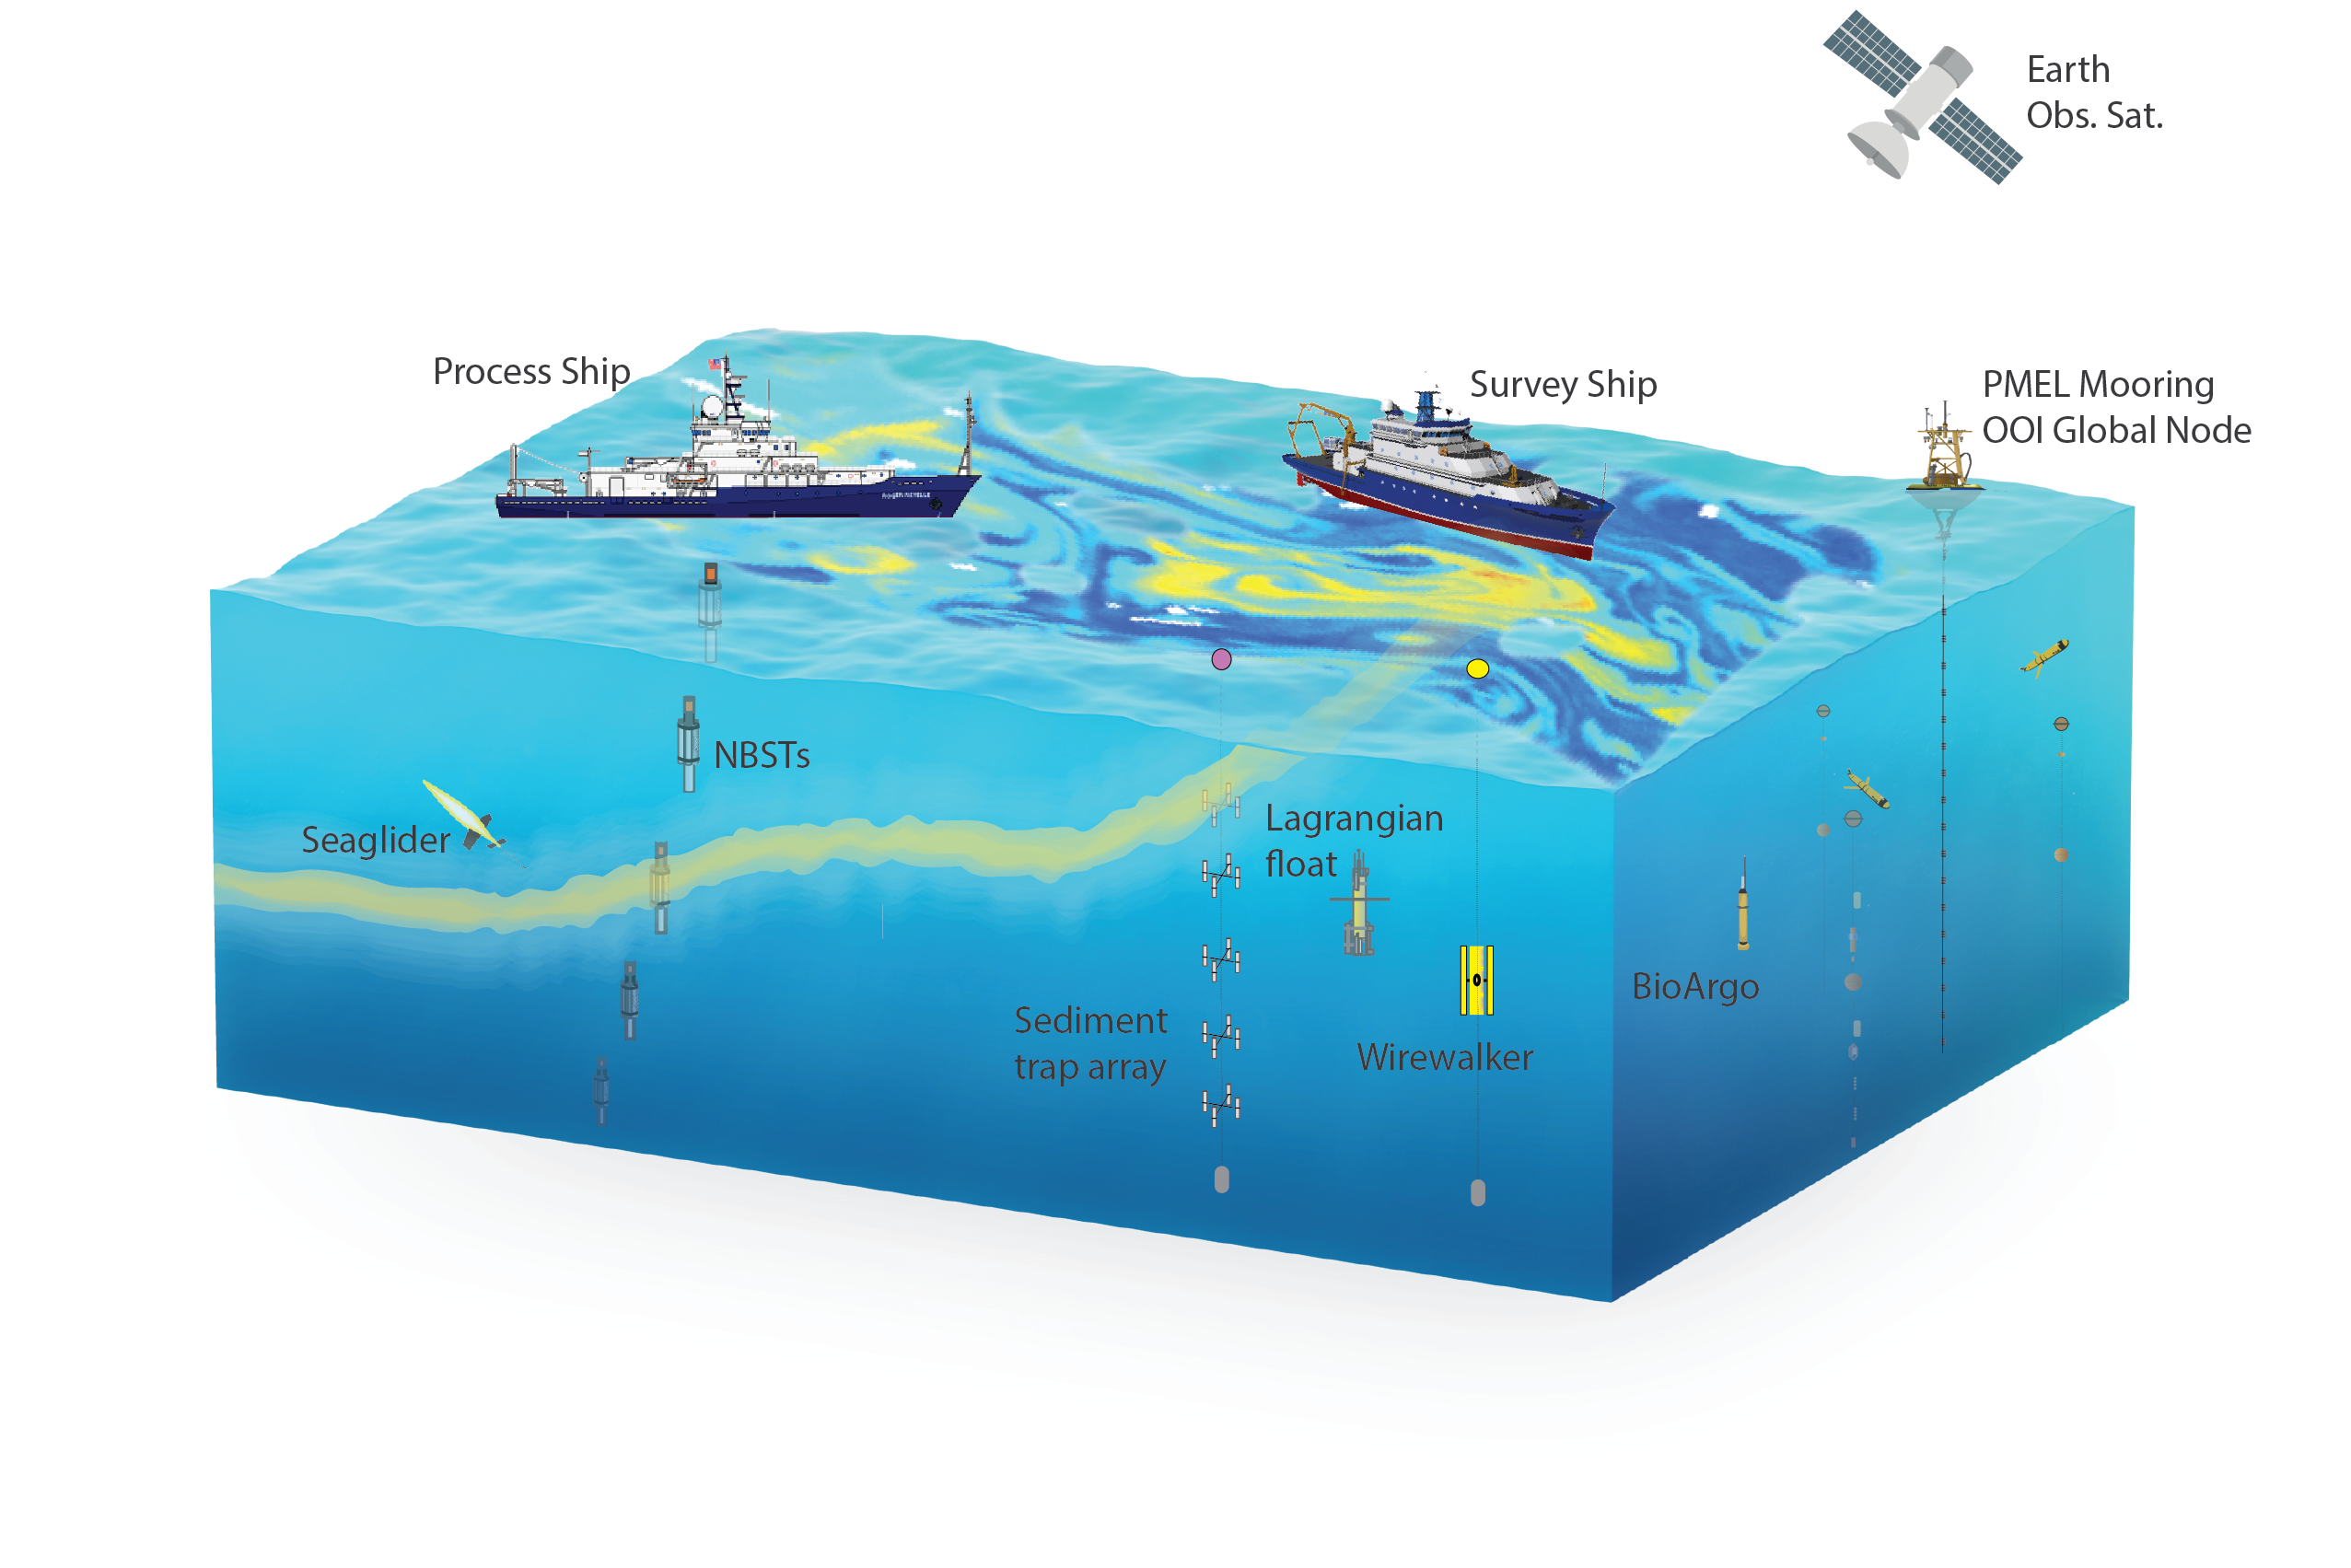 Earth
Obs. Sat.
Process Ship
Survey Ship
PMEL Mooring
OOI Global Node
NBSTs
Seaglider
Lagrangian
float
BioArgo
Sediment
trap array
Wirewalker